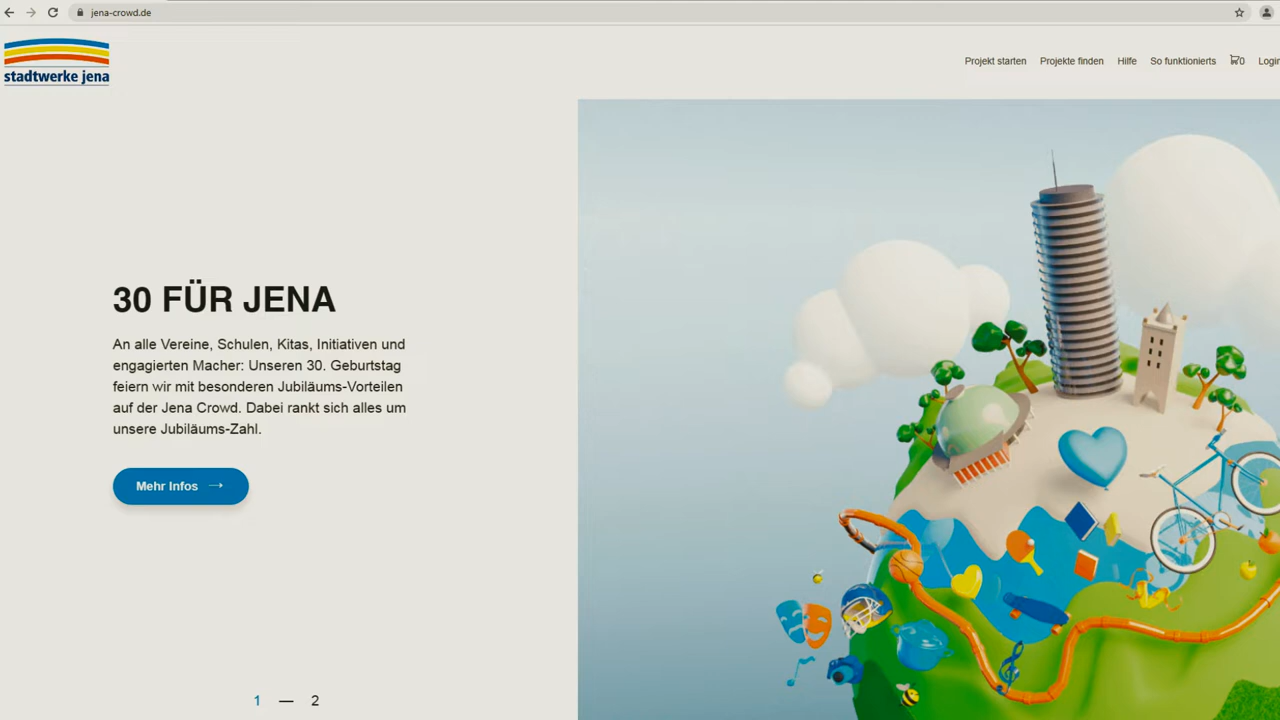 jena-crowd.de
stadtwerke jena
Projekt starten Projekte finden Hilfe So funktionierts 0 Login
30 FÜR JENA
An alle Vereine, Schulen, Kitas, Initiativen und
engagierten Macher: Unseren 30. Geburtstag
feiern wir mit besonderen Jubiläums-Vorteilen
auf der Jena Crowd. Dabei rankt sich alles um
unsere Jubiläums-Zahl.
Mehr Infos →
1 — 2